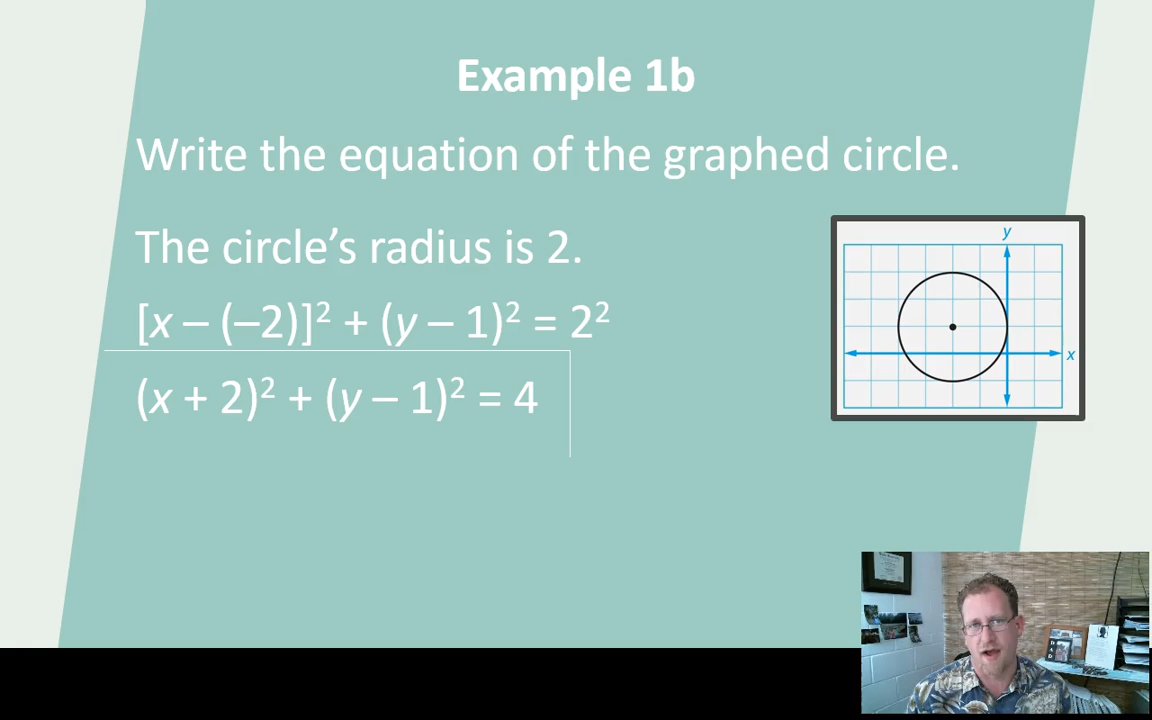 Example 1b
Write the equation of the graphed circle.
The circle’s radius is 2.
[x – (–2)]² + (y – 1)² = 2²
(x + 2)² + (y – 1)² = 4
y
x